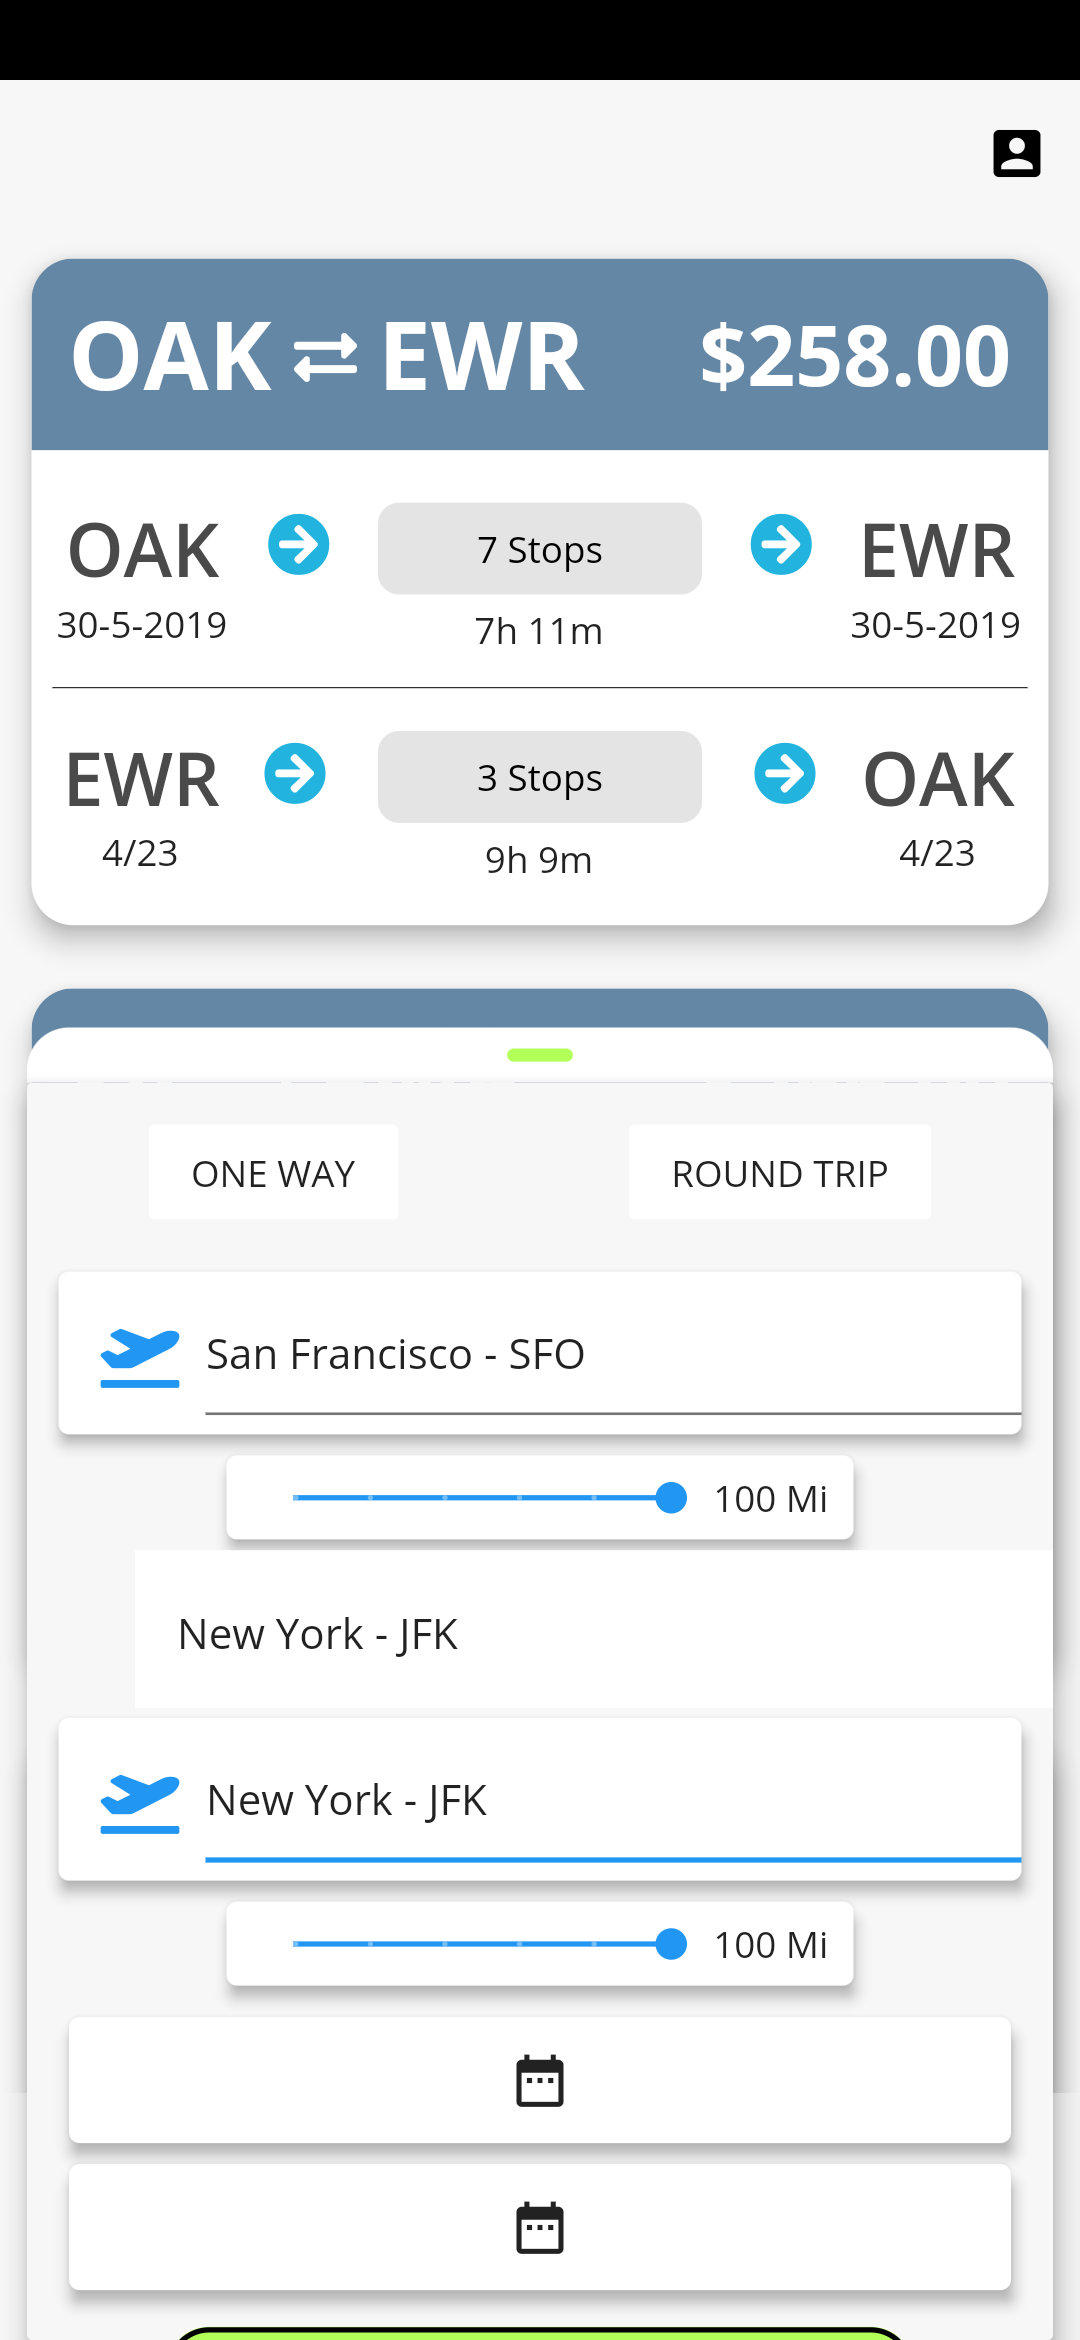 OAK EWR $258.00
OAK 7 Stops EWR
30-5-2019 7h 11m 30-5-2019
EWR 3 Stops OAK
4/23 9h 9m 4/23
ONE WAY ROUND TRIP
San Francisco - SFO
100 Mi
New York - JFK
New York - JFK
100 Mi